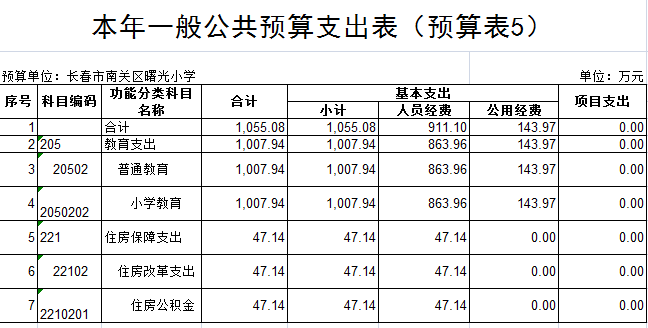 本年一般公共预算支出表（预算表5）
预算单位：长春市南关区曙光小学 单位：万元
序号 科目编码 功能分类科目名称 合计 基本支出 项目支出
小计 人员经费 公用经费
1 合计 1,055.08 1,055.08 911.10 143.97 0.00
2 205 教育支出 1,007.94 1,007.94 863.96 143.97 0.00
3 20502 普通教育 1,007.94 1,007.94 863.96 143.97 0.00
4 2050202 小学教育 1,007.94 1,007.94 863.96 143.97 0.00
5 221 住房保障支出 47.14 47.14 47.14 0.00 0.00
6 22102 住房改革支出 47.14 47.14 47.14 0.00 0.00
7 2210201 住房公积金 47.14 47.14 47.14 0.00 0.00